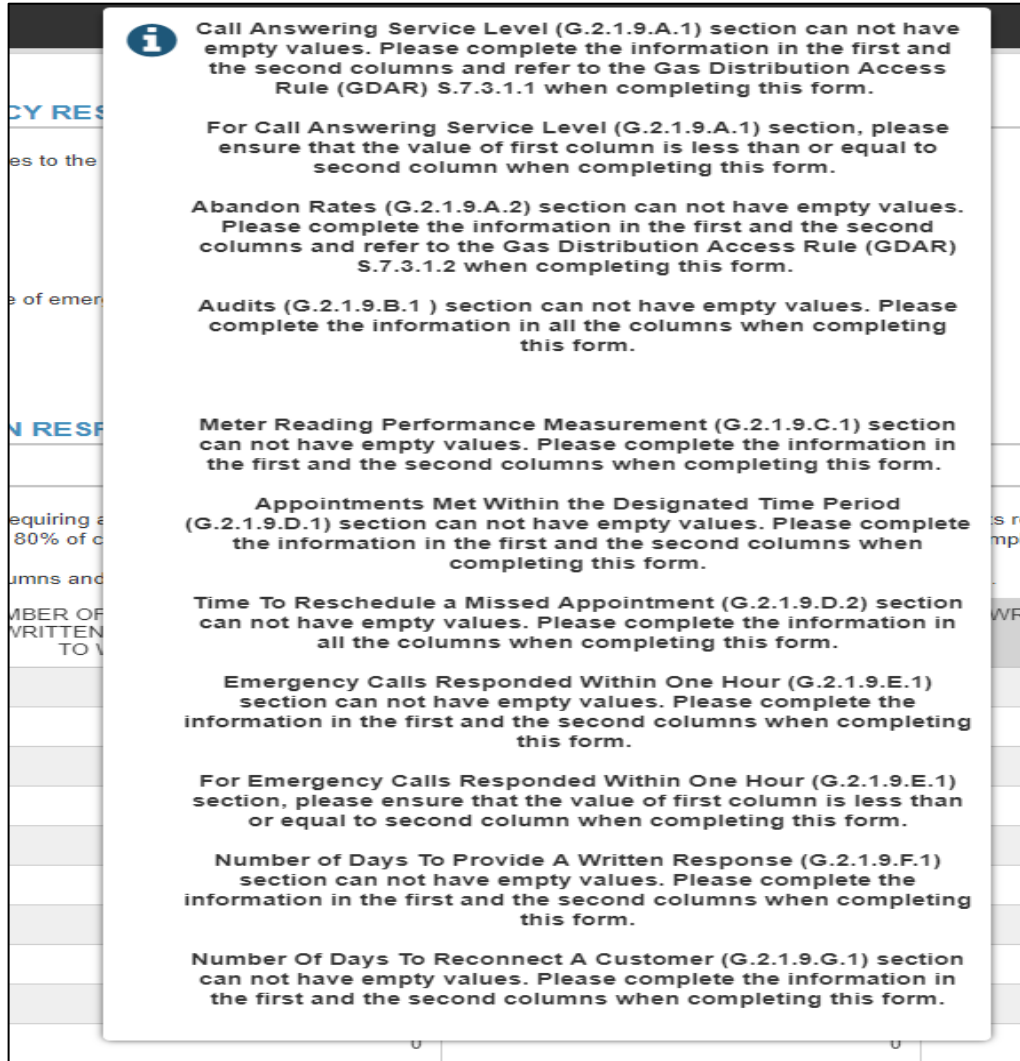 Call Answering Service Level (G.2.1.9.A.1) section can not have
empty values. Please complete the information in the first and
the second columns and refer to the Gas Distribution Access
Rule (GDAR) S.7.3.1.1 when completing this form.
For Call Answering Service Level (G.2.1.9.A.1) section, please
ensure that the value of first column is less than or equal to
second column when completing this form.
Abandon Rates (G.2.1.9.A.2) section can not have empty values.
Please complete the information in the first and the second
columns and refer to the Gas Distribution Access Rule (GDAR)
S.7.3.1.2 when completing this form.
Audits (G.2.1.9.B.1 ) section can not have empty values. Please
complete the information in all the columns when completing
this form.
Meter Reading Performance Measurement (G.2.1.9.C.1) section
can not have empty values. Please complete the information in
the first and the second columns when completing this form.
Appointments Met Within the Designated Time Period
(G.2.1.9.D.1) section can not have empty values. Please complete
the information in the first and the second columns when
completing this form.
Time To Reschedule a Missed Appointment (G.2.1.9.D.2) section
can not have empty values. Please complete the information in
all the columns when completing this form.
Emergency Calls Responded Within One Hour (G.2.1.9.E.1)
section can not have empty values. Please complete the
information in the first and the second columns when completing
this form.
For Emergency Calls Responded Within One Hour (G.2.1.9.E.1)
section, please ensure that the value of first column is less than
or equal to second column when completing this form.
Number of Days To Provide A Written Response (G.2.1.9.F.1)
section can not have empty values. Please complete the
information in the first and the second columns when completing
this form.
Number Of Days To Reconnect A Customer (G.2.1.9.G.1) section
can not have empty values. Please complete the information in
the first and the second columns when completing this form.
CY RES
es to the
of emer
N RESP
equiring a
80% of c
umns and
MBER OF
WRITTEN
TO
WR